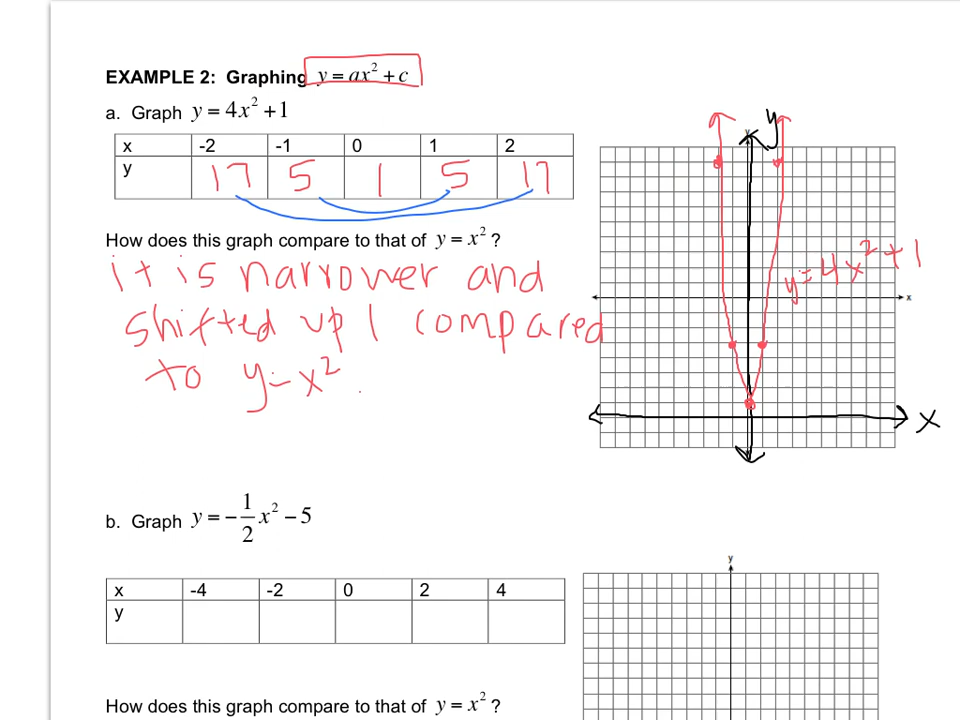 EXAMPLE 2: Graphing y = ax² + c
a. Graph y = 4x² + 1
x -2 -1 0 1 2
y 17 5 1 5 17
How does this graph compare to that of y = x² ?
it is narrower and
shifted up 1 compared
to y = x² .
y
y
y = 4x² + 1
x
x
b. Graph y = -1/2 x² - 5
x -4 -2 0 2 4
y
How does this graph compare to that of y = x² ?
y